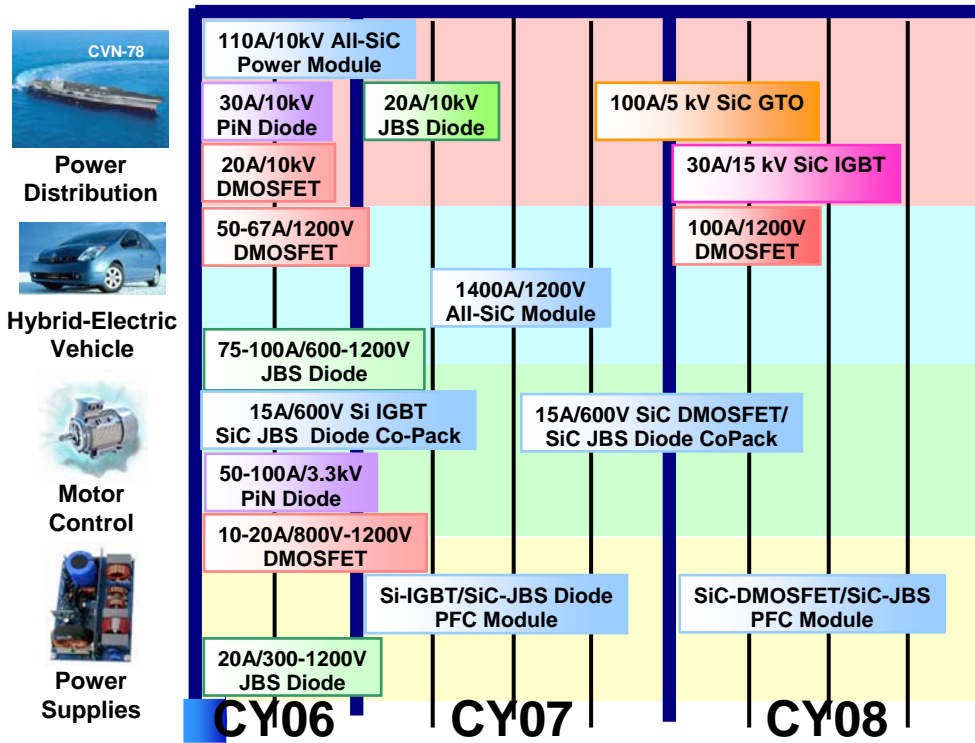 CVN-78
Power
Distribution
110A/10kV All-SiC
Power Module
30A/10kV
PiN Diode
20A/10kV
JBS Diode
100A/5 kV SiC GTO
20A/10kV
DMOSFET
30A/15 kV SiC IGBT
Hybrid-Electric
Vehicle
50-67A/1200V
DMOSFET
100A/1200V
DMOSFET
1400A/1200V
All-SiC Module
75-100A/600-1200V
JBS Diode
Motor
Control
15A/600V Si IGBT
SiC JBS  Diode Co-Pack
15A/600V SiC DMOSFET/
SiC JBS Diode CoPack
50-100A/3.3kV
PiN Diode
10-20A/800V-1200V
DMOSFET
Power
Supplies
Si-IGBT/SiC-JBS Diode
PFC Module
SiC-DMOSFET/SiC-JBS
PFC Module
20A/300-1200V
JBS Diode
CY06
CY07
CY08